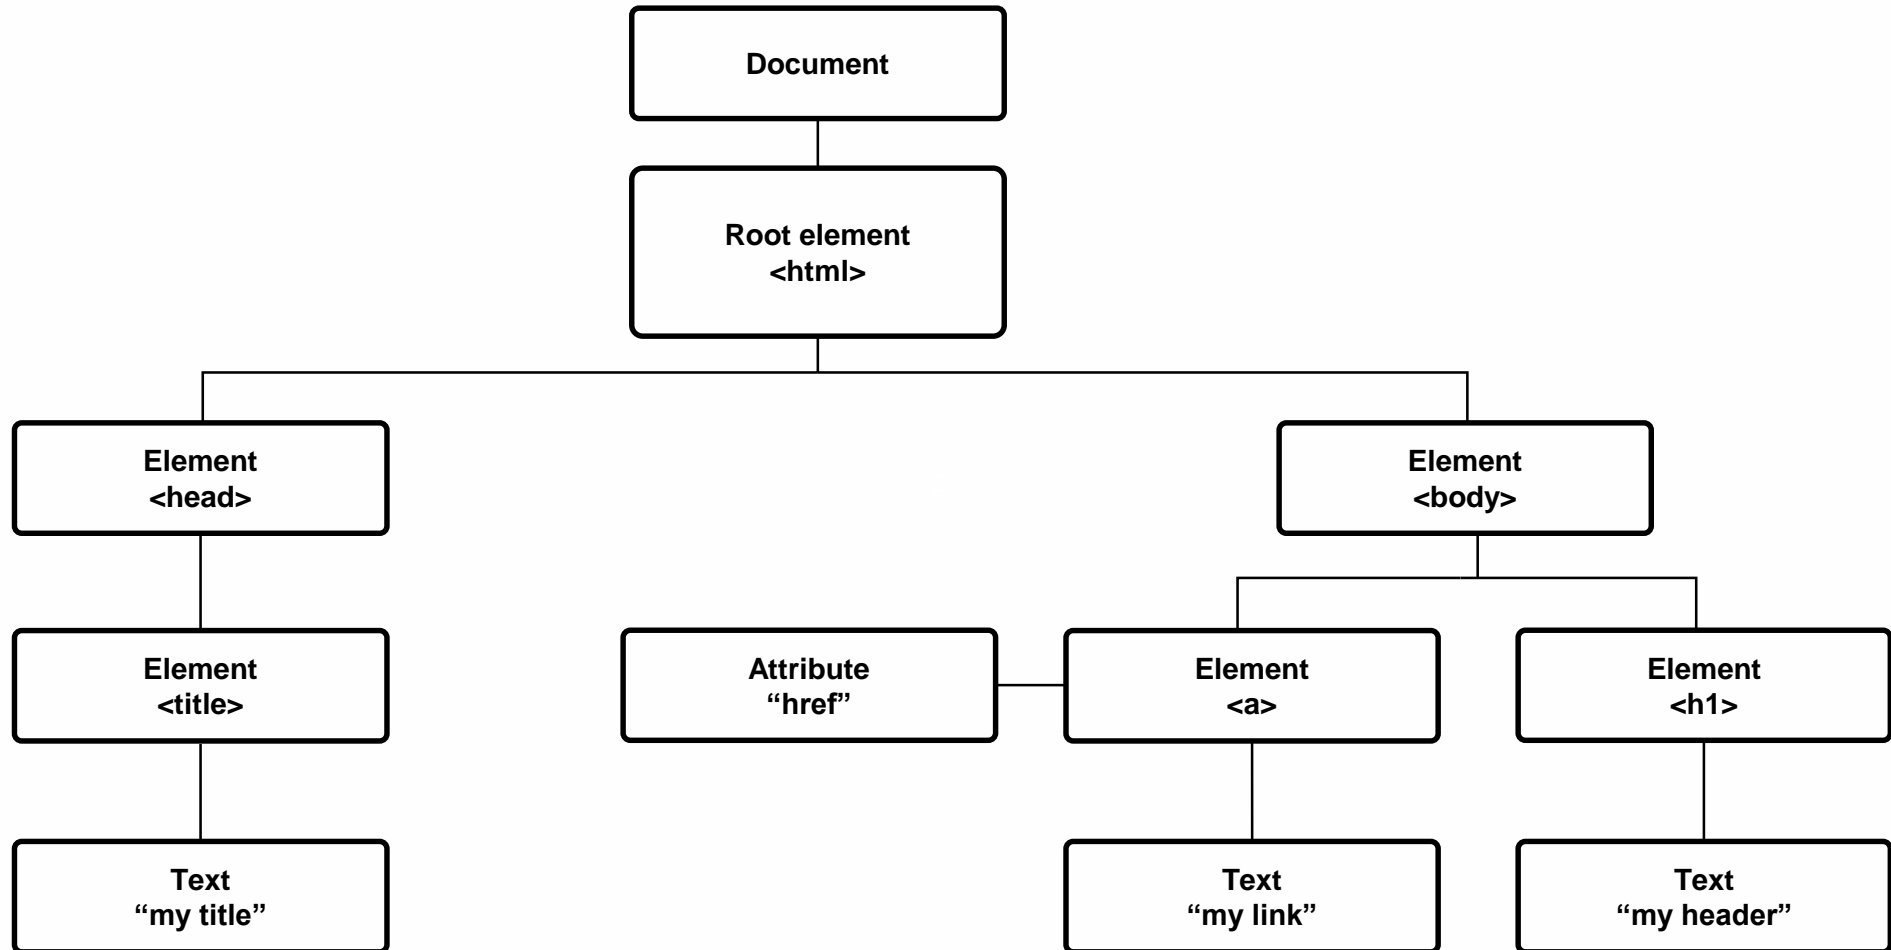 Document
Root element
<html>
Element
<head>
Element
<body>
Element
<title>
Attribute
“href”
Element
<a>
Element
<h1>
Text
“my title”
Text
“my link”
Text
“my header”